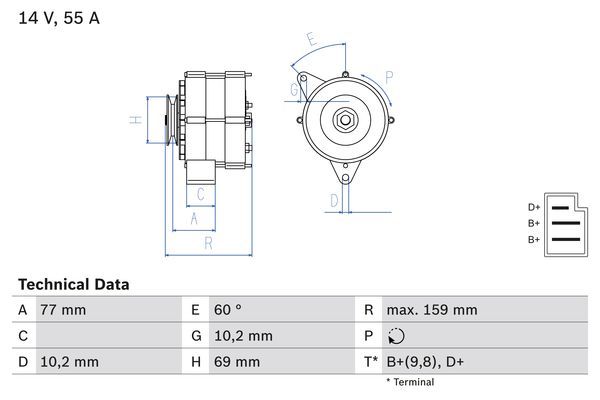 14 V, 55 A
E
P
G
H
C
A
D
R
D+
B+
B+
Technical Data
A 77 mm E 60 ° R max. 159 mm
C G 10,2 mm P
D 10,2 mm H 69 mm T* B+(9,8), D+
* Terminal